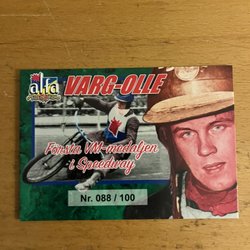 alfa
VARG-OLLE
Första VM-medaljen
i Speedway
Nr. 088 / 100